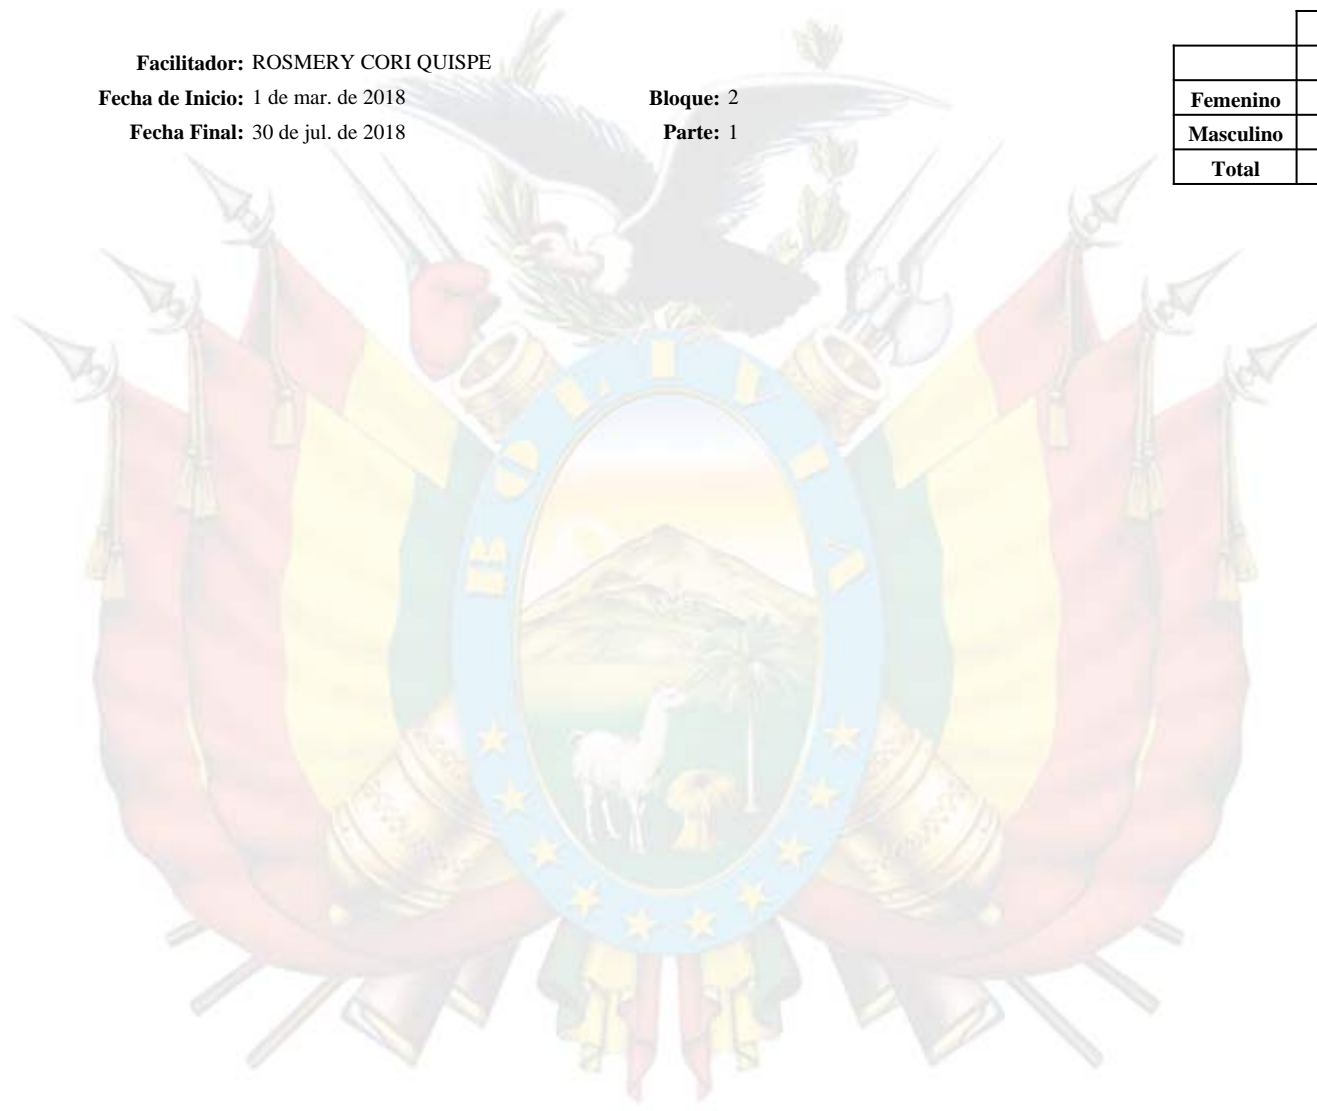 Facilitador: ROSMERY CORI QUISPE
Fecha de Inicio: 1 de mar. de 2018 Bloque: 2
Fecha Final: 30 de jul. de 2018 Parte: 1
Femenino
Masculino
Total
BOLIVIA